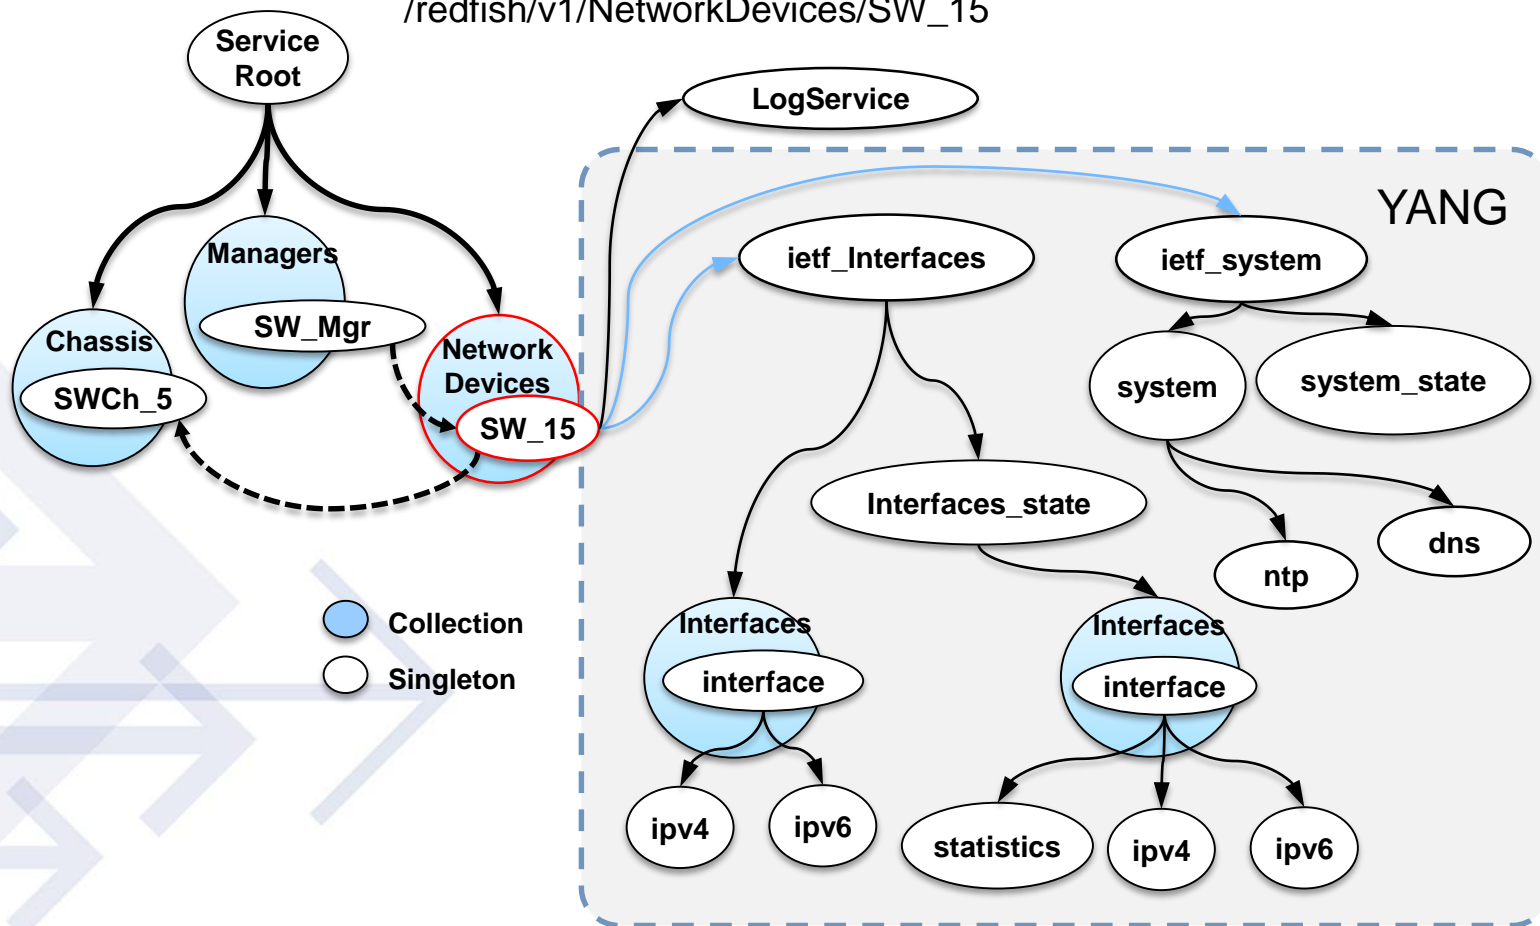 /redfish/v1/NetworkDevices/SW_15
Service
Root
LogService
YANG
Managers
ietf_Interfaces
ietf_system
SW_Mgr
Chassis
Network
Devices
SWCh_5
SW_15
system
system_state
Interfaces_state
dns
ntp
Collection
Singleton
Interfaces
interface
Interfaces
interface
ipv4
ipv6
statistics
ipv4
ipv6